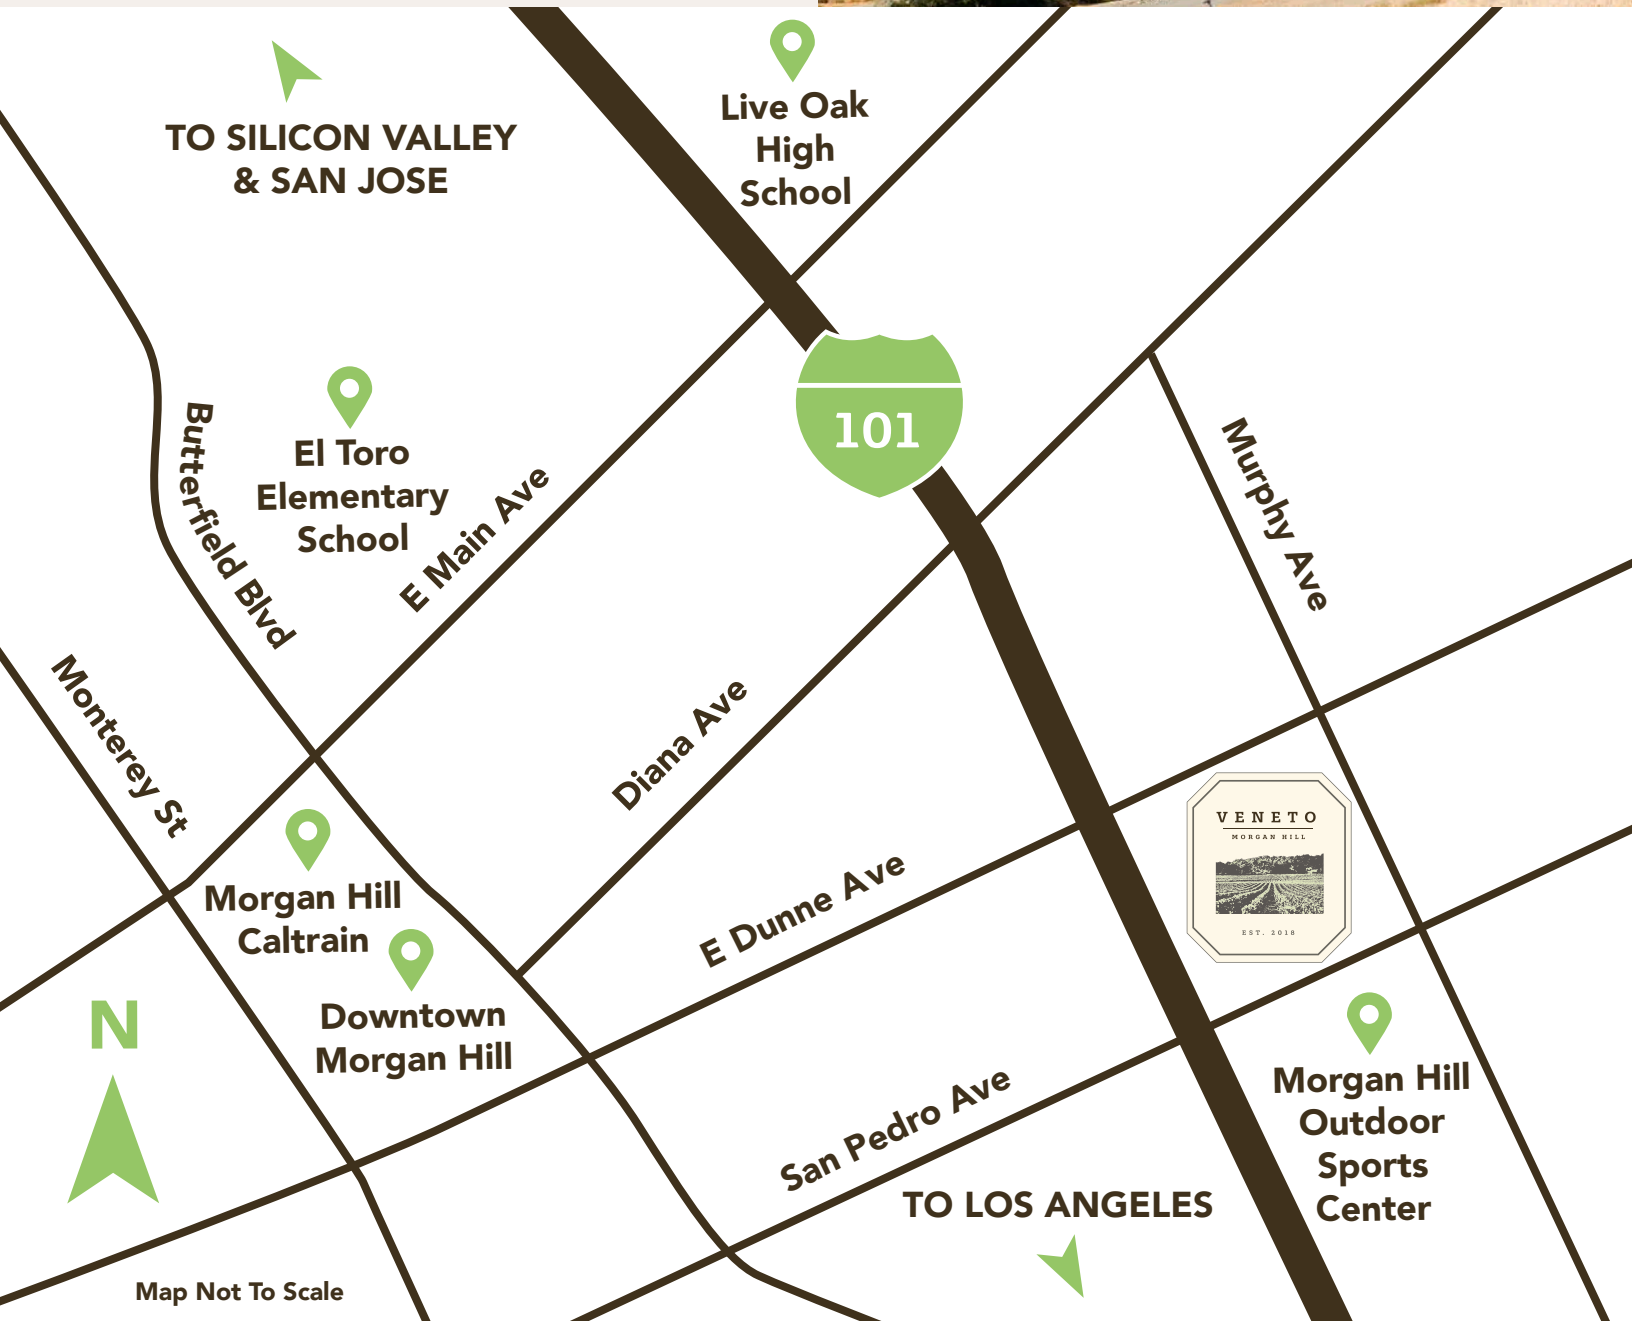 Live Oak
High
School
TO SILICON VALLEY
& SAN JOSE
101
El Toro
Elementary
School
Butterfield Blvd
E Main Ave
Murphy Ave
Monterey St
Diana Ave
VENETO
MORGAN HILL
EST. 2018
Morgan Hill
Caltrain
E Dunne Ave
Downtown
Morgan Hill
N
San Pedro Ave
Morgan Hill
Outdoor
Sports
Center
TO LOS ANGELES
Map Not To Scale